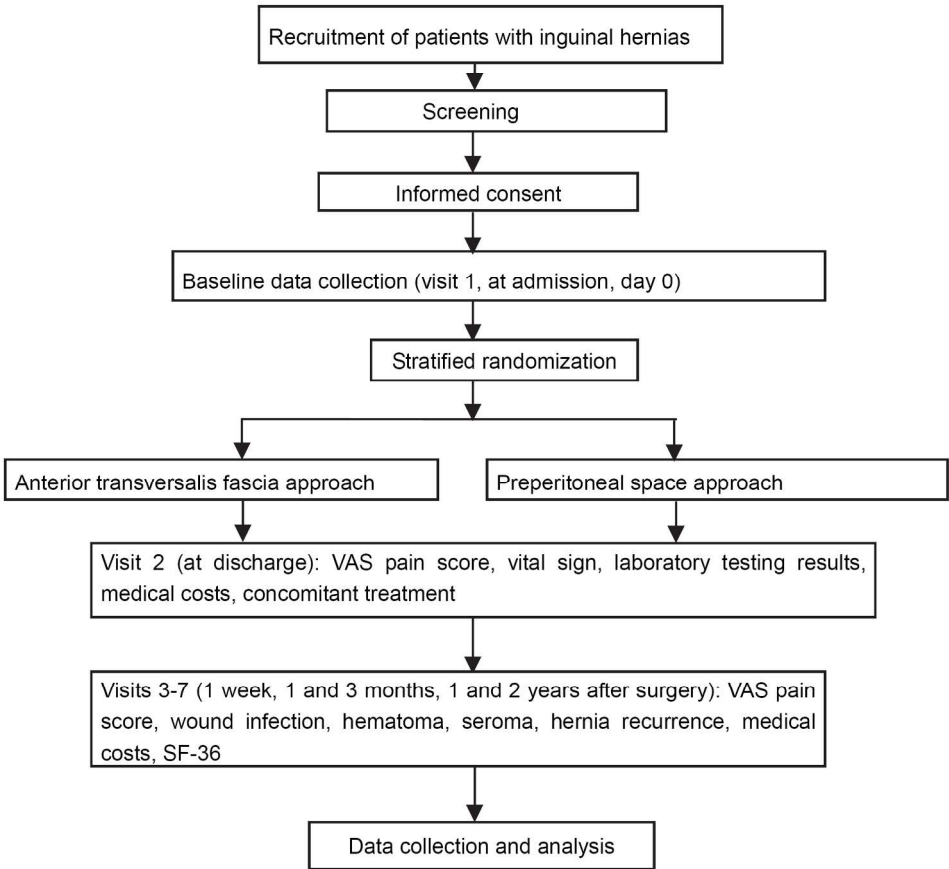 Recruitment of patients with inguinal hernias
Screening
Informed consent
Baseline data collection (visit 1, at admission, day 0)
Stratified randomization
Anterior transversalis fascia approach
Preperitoneal space approach
Visit 2 (at discharge): VAS pain score, vital sign, laboratory testing results,
medical costs, concomitant treatment
Visits 3-7 (1 week, 1 and 3 months, 1 and 2 years after surgery): VAS pain
score, wound infection, hematoma, seroma, hernia recurrence, medical
costs, SF-36
Data collection and analysis